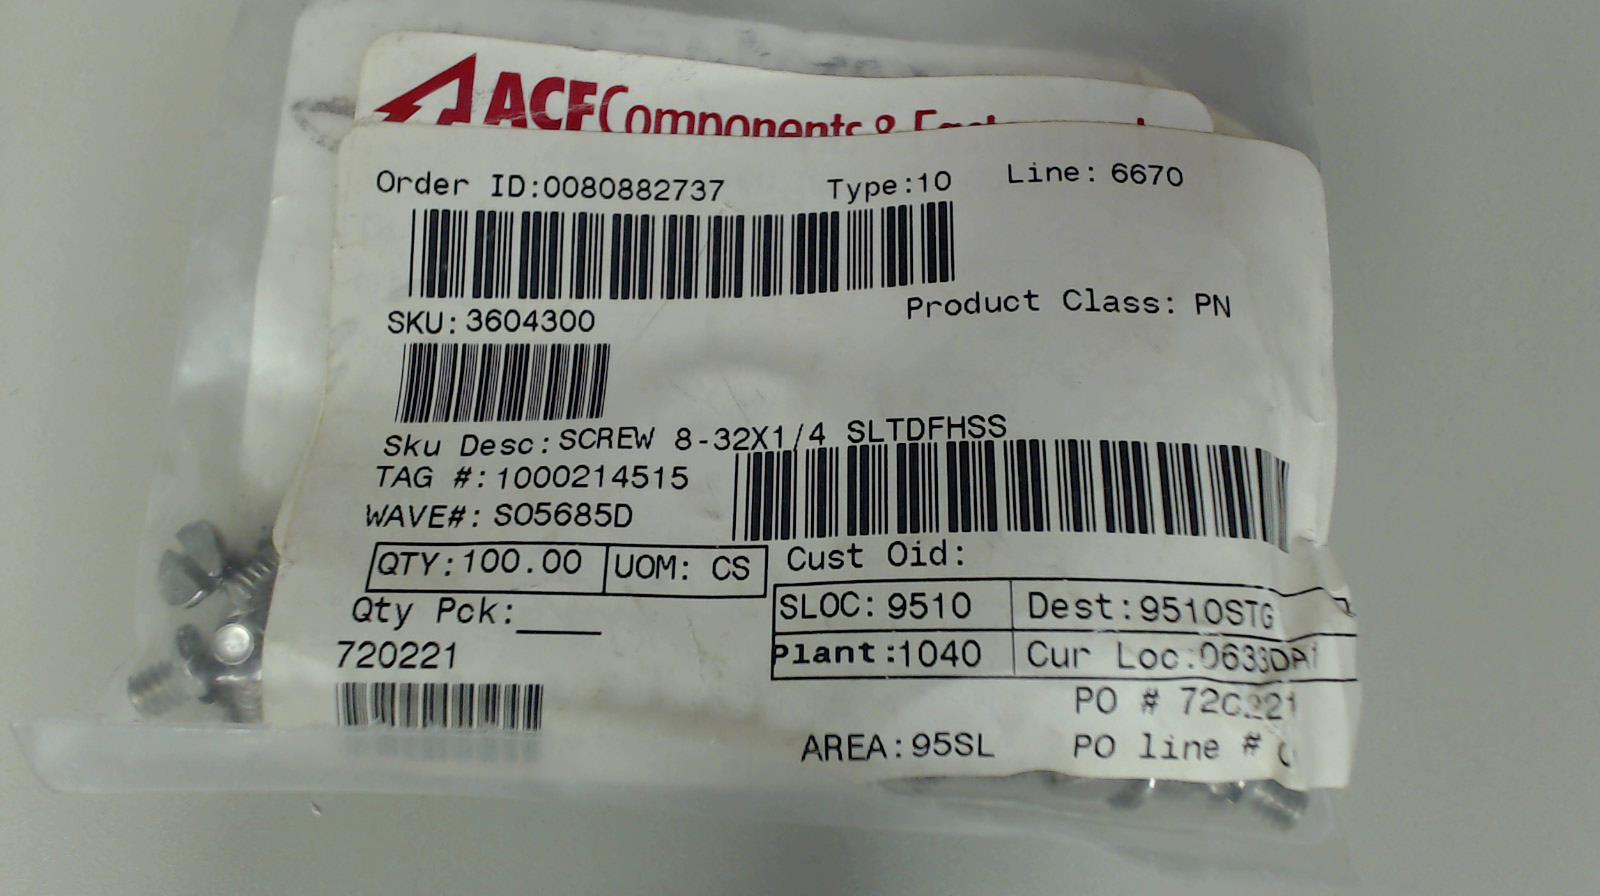 ACF Components &
Order ID:0080882737 Type:10 Line: 6670
SKU:3604300 Product Class: PN
Sku Desc:SCREW 8-32X1/4 SLTDFHSS
TAG #:1000214515
WAVE#: SO5685D
QTY:100.00 UOM: CS Cust Oid:
SLOC: 9510 Dest:9510STG
Qty Pck:
720221 Plant:1040 Cur Loc:
PO #
AREA:95SL PO line #